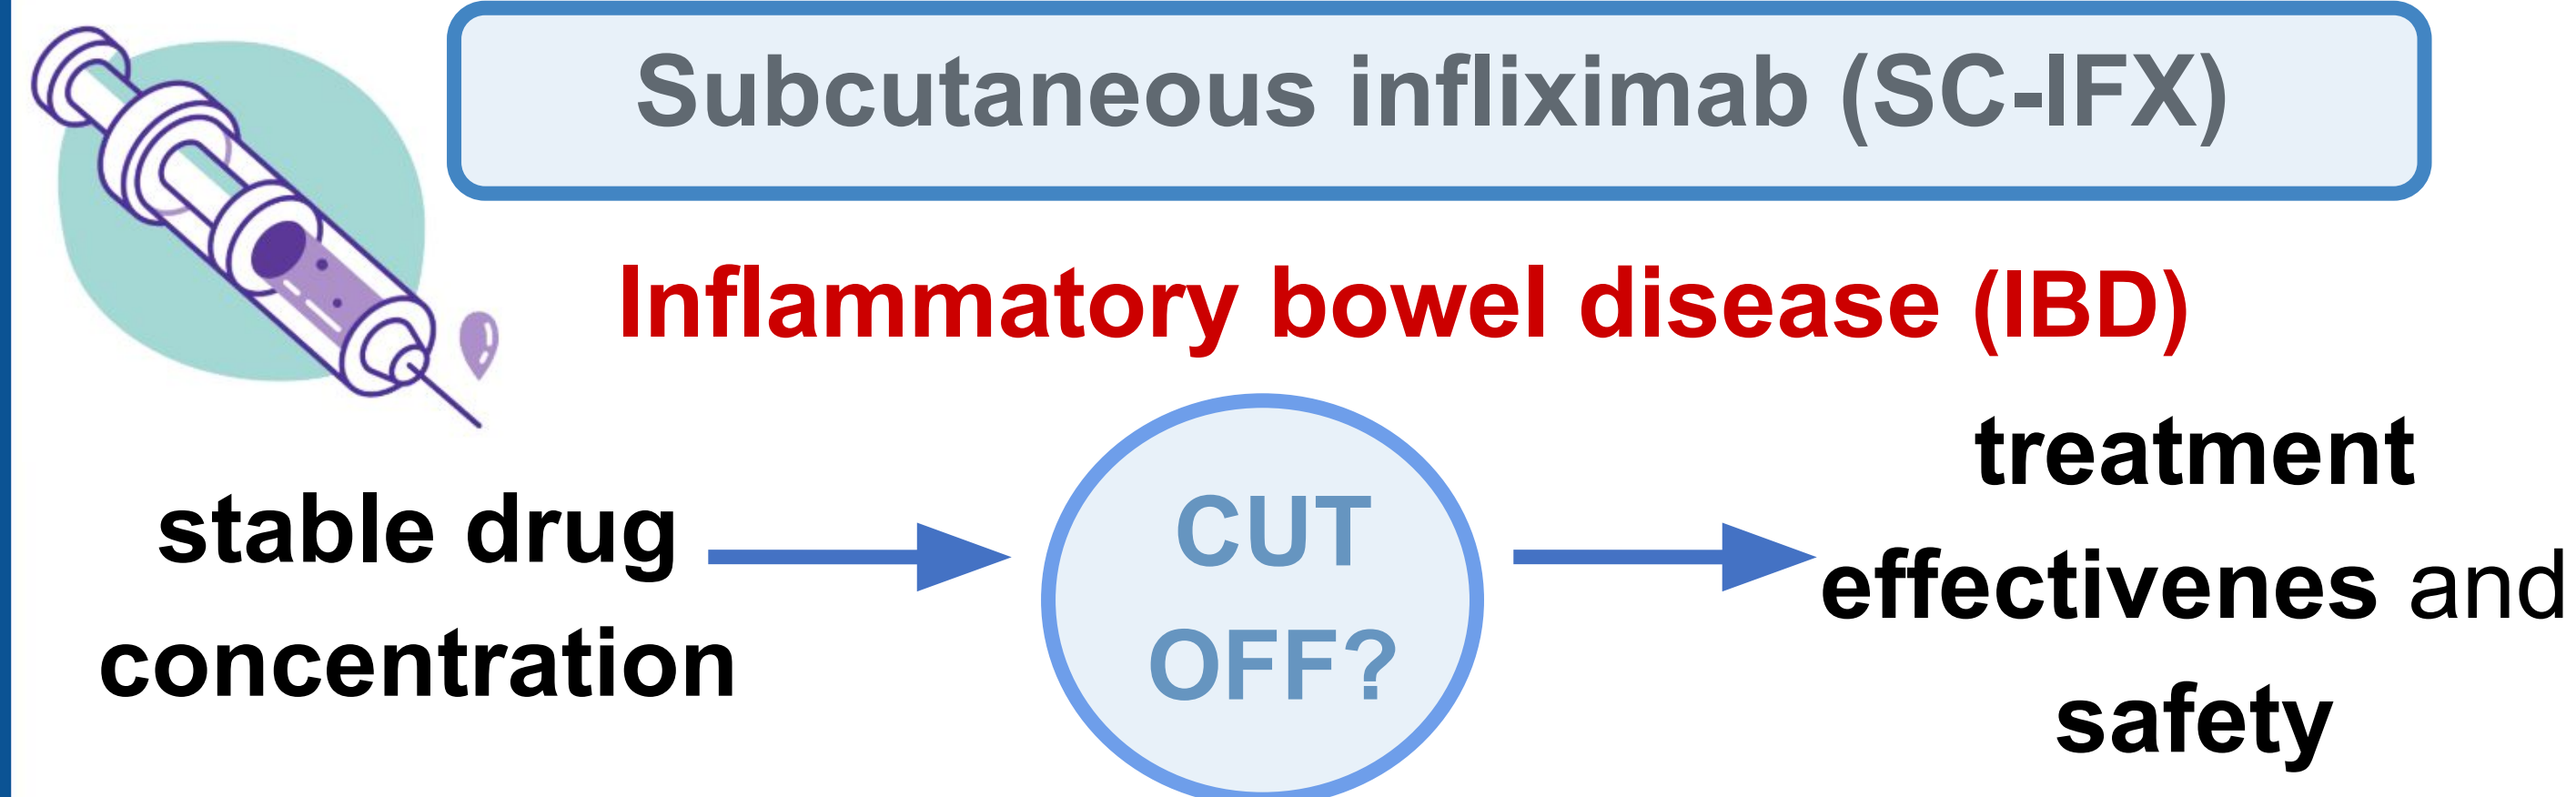 Subcutaneous infliximab (SC-IFX)
Inflammatory bowel disease (IBD)
stable drug
concentration
CUT
OFF?
treatment
effectivenes and
safety